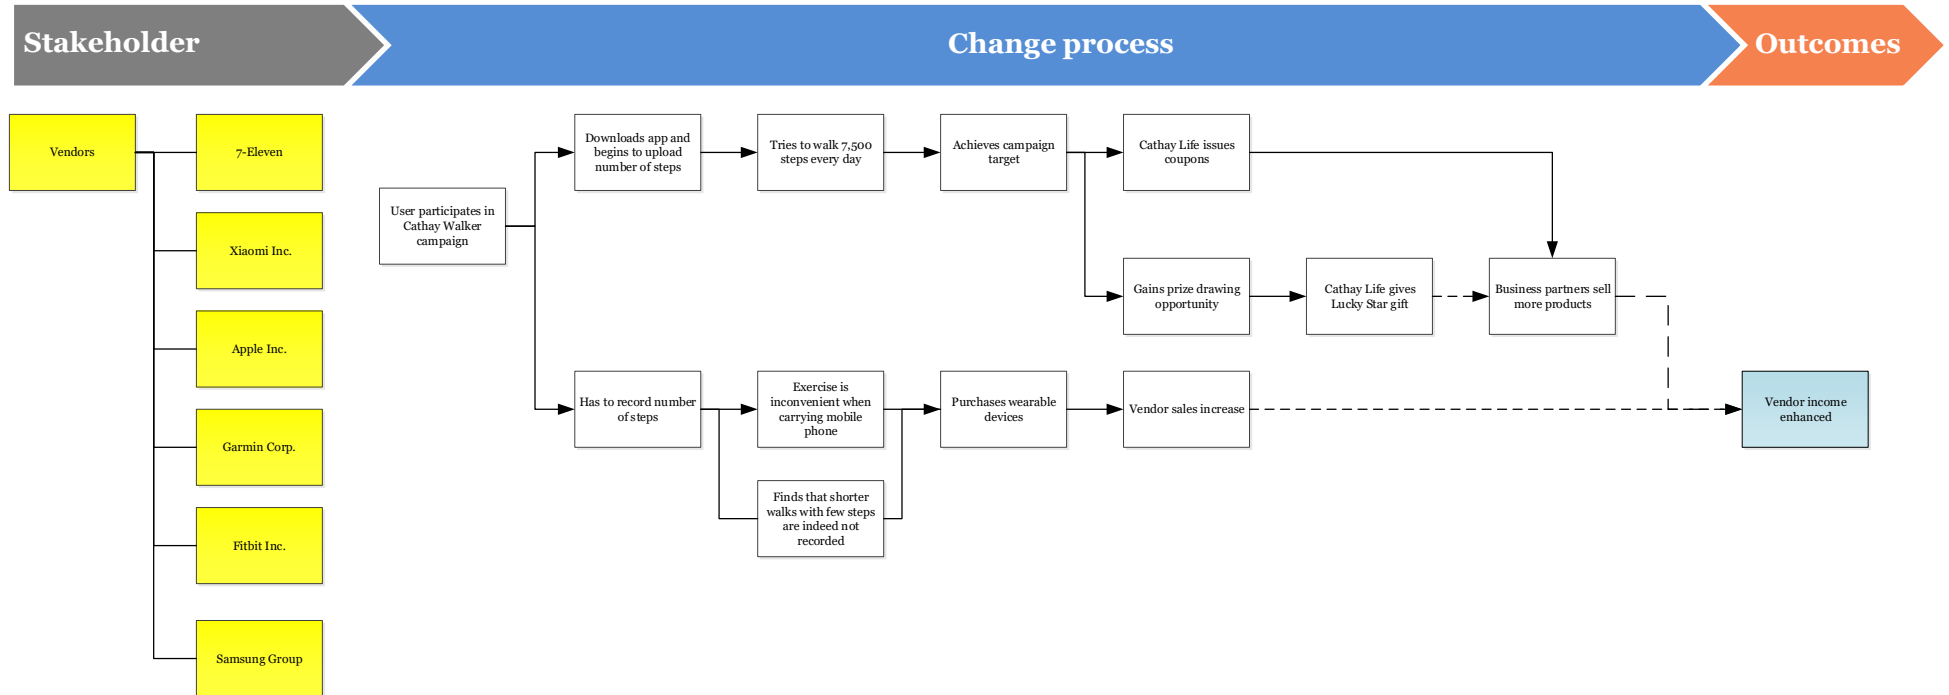 Stakeholder
Change process
Outcomes
Vendors
7-Eleven
Xiaomi Inc.
Apple Inc.
Garmin Corp.
Fitbit Inc.
Samsung Group
User participates in
Cathay Walker
campaign
Downloads app and
begins to upload
number of steps
Tries to walk 7,500
steps every day
Achieves campaign
target
Cathay Life issues
coupons
Gains prize drawing
opportunity
Cathay Life gives
Lucky Star gift
Business partners sell
more products
Has to record number
of steps
Exercise is
inconvenient when
carrying mobile
phone
Finds that shorter
walks with few steps
are indeed not
recorded
Purchases wearable
devices
Vendor sales increase
Vendor income
enhanced